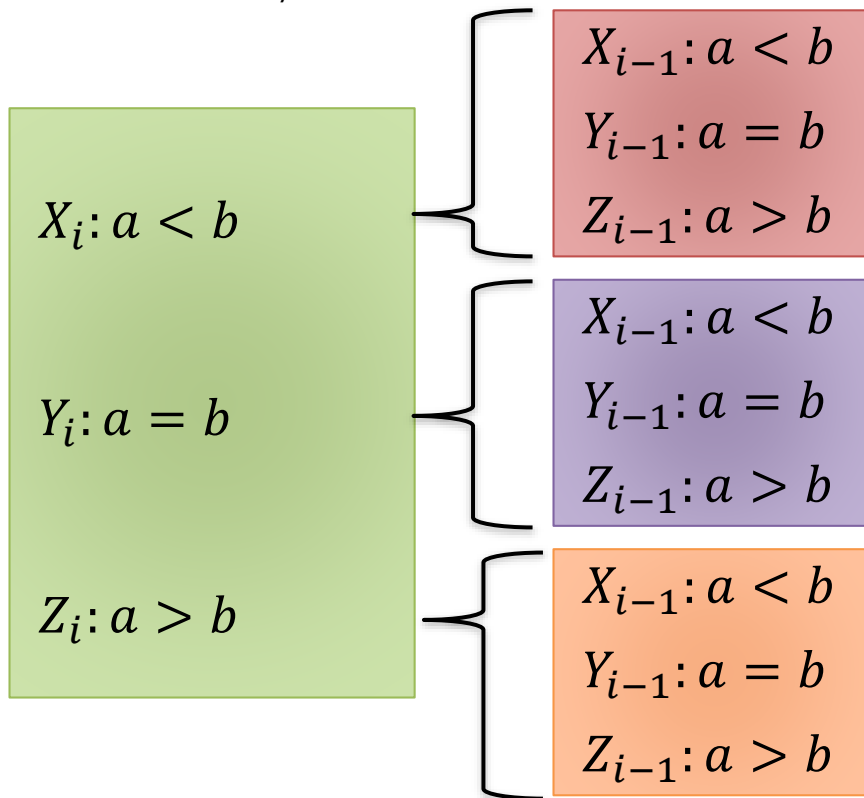 X_i: a < b
Y_i: a = b
Z_i: a > b
X_{i−1}: a < b
Y_{i−1}: a = b
Z_{i−1}: a > b
X_{i−1}: a < b
Y_{i−1}: a = b
Z_{i−1}: a > b
X_{i−1}: a < b
Y_{i−1}: a = b
Z_{i−1}: a > b